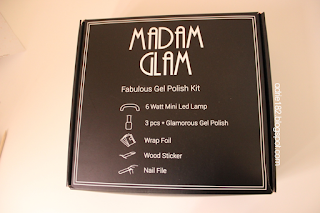 MADAM
GLAM
Fabulous Gel Polish Kit
6 Watt Mini Led Lamp
3 pcs • Glamorous Gel Polish
Wrap Foil
Wood Sticker
Nail File